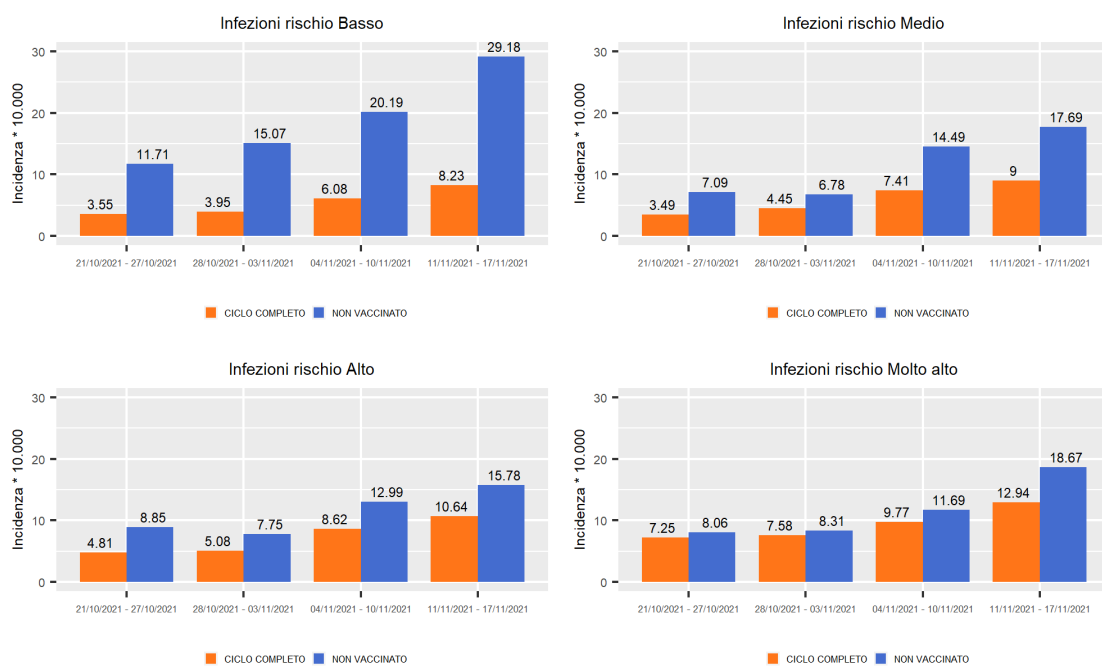 Infezioni rischio Basso
Incidenza * 10.000
30
20
10
0
3.55
11.71
3.95
15.07
6.08
20.19
8.23
29.18
21/10/2021 - 27/10/2021
28/10/2021 - 03/11/2021
04/11/2021 - 10/11/2021
11/11/2021 - 17/11/2021
CICLO COMPLETO
NON VACCINATO
Infezioni rischio Medio
Incidenza * 10.000
30
20
10
0
3.49
7.09
4.45
6.78
7.41
14.49
9
17.69
21/10/2021 - 27/10/2021
28/10/2021 - 03/11/2021
04/11/2021 - 10/11/2021
11/11/2021 - 17/11/2021
CICLO COMPLETO
NON VACCINATO
Infezioni rischio Alto
Incidenza * 10.000
30
20
10
0
4.81
8.85
5.08
7.75
8.62
12.99
10.64
15.78
21/10/2021 - 27/10/2021
28/10/2021 - 03/11/2021
04/11/2021 - 10/11/2021
11/11/2021 - 17/11/2021
CICLO COMPLETO
NON VACCINATO
Infezioni rischio Molto alto
Incidenza * 10.000
30
20
10
0
7.25
8.06
7.58
8.31
9.77
11.69
12.94
18.67
21/10/2021 - 27/10/2021
28/10/2021 - 03/11/2021
04/11/2021 - 10/11/2021
11/11/2021 - 17/11/2021
CICLO COMPLETO
NON VACCINATO